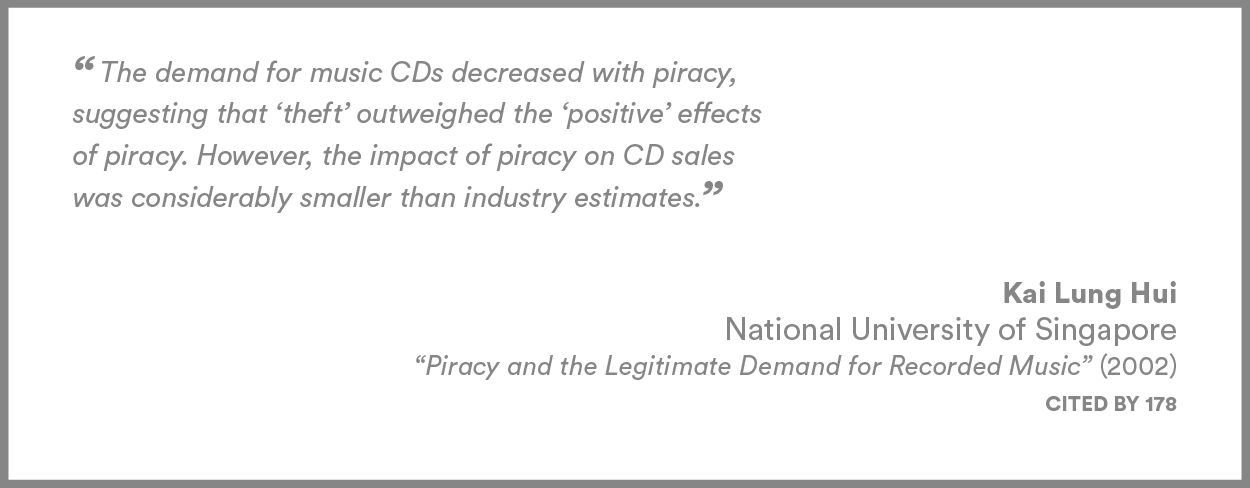 “ The demand for music CDs decreased with piracy,
suggesting that ‘theft’ outweighed the ‘positive’ effects
of piracy. However, the impact of piracy on CD sales
was considerably smaller than industry estimates.”
Kai Lung Hui
National University of Singapore
“Piracy and the Legitimate Demand for Recorded Music” (2002)
CITED BY 178